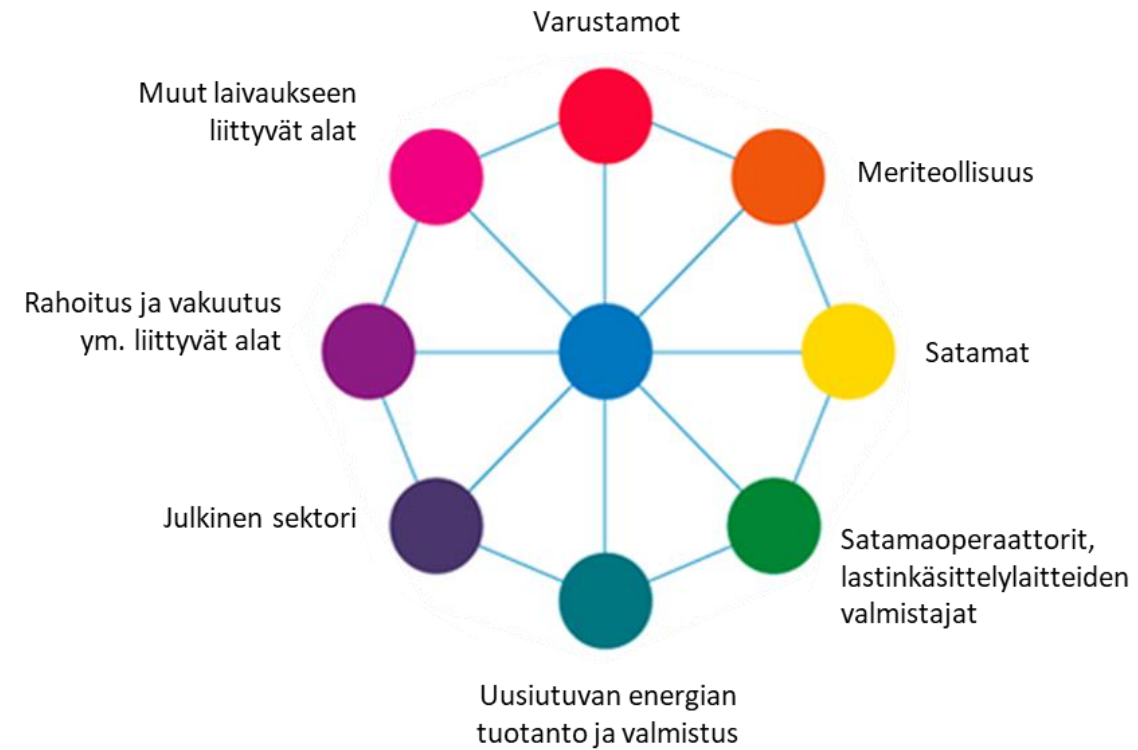 Varustamot
Muut laivaukseen
liittyvät alat
Meriteollisuus
Rahoitus ja vakuutus
ym. liittyvät alat
Satamat
Julkinen sektori
Satamaoperaattorit,
lastinkäsittelylaitteiden
valmistajat
Uusiutuvan energian
tuotanto ja valmistus